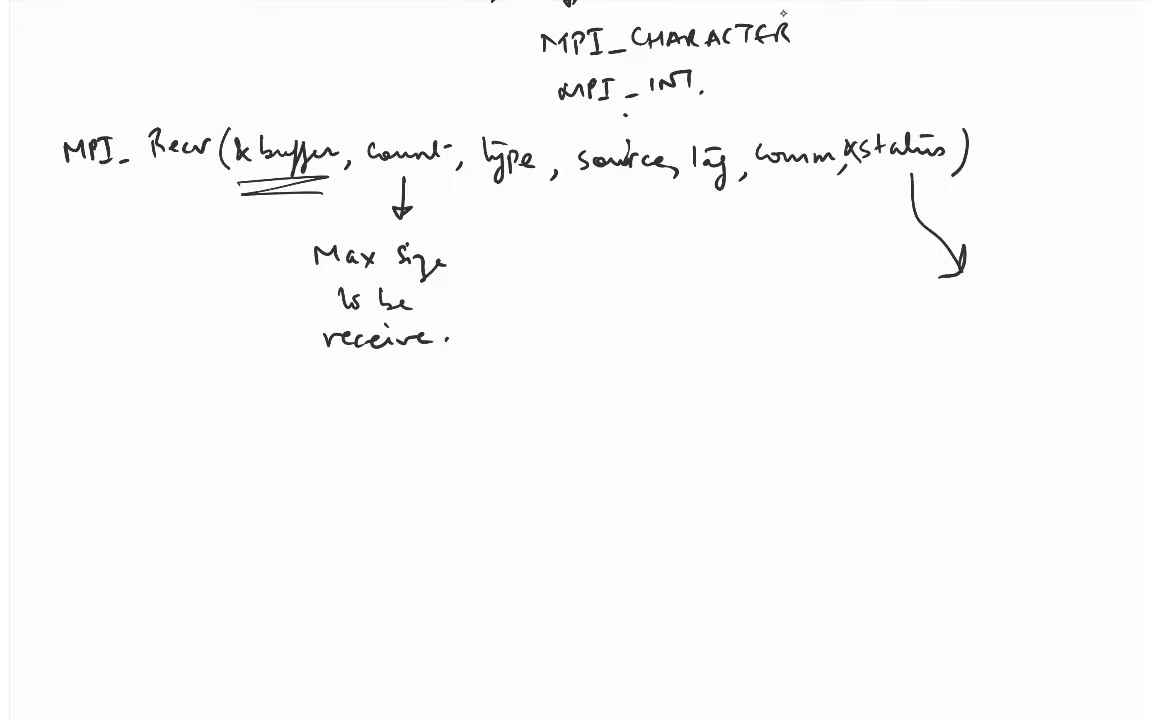 MPI_CHARACTER
MPI_INT.
MPI_Recv(&buffer, count, type, source, tag, comm, &status)
Max size
to be
receive.